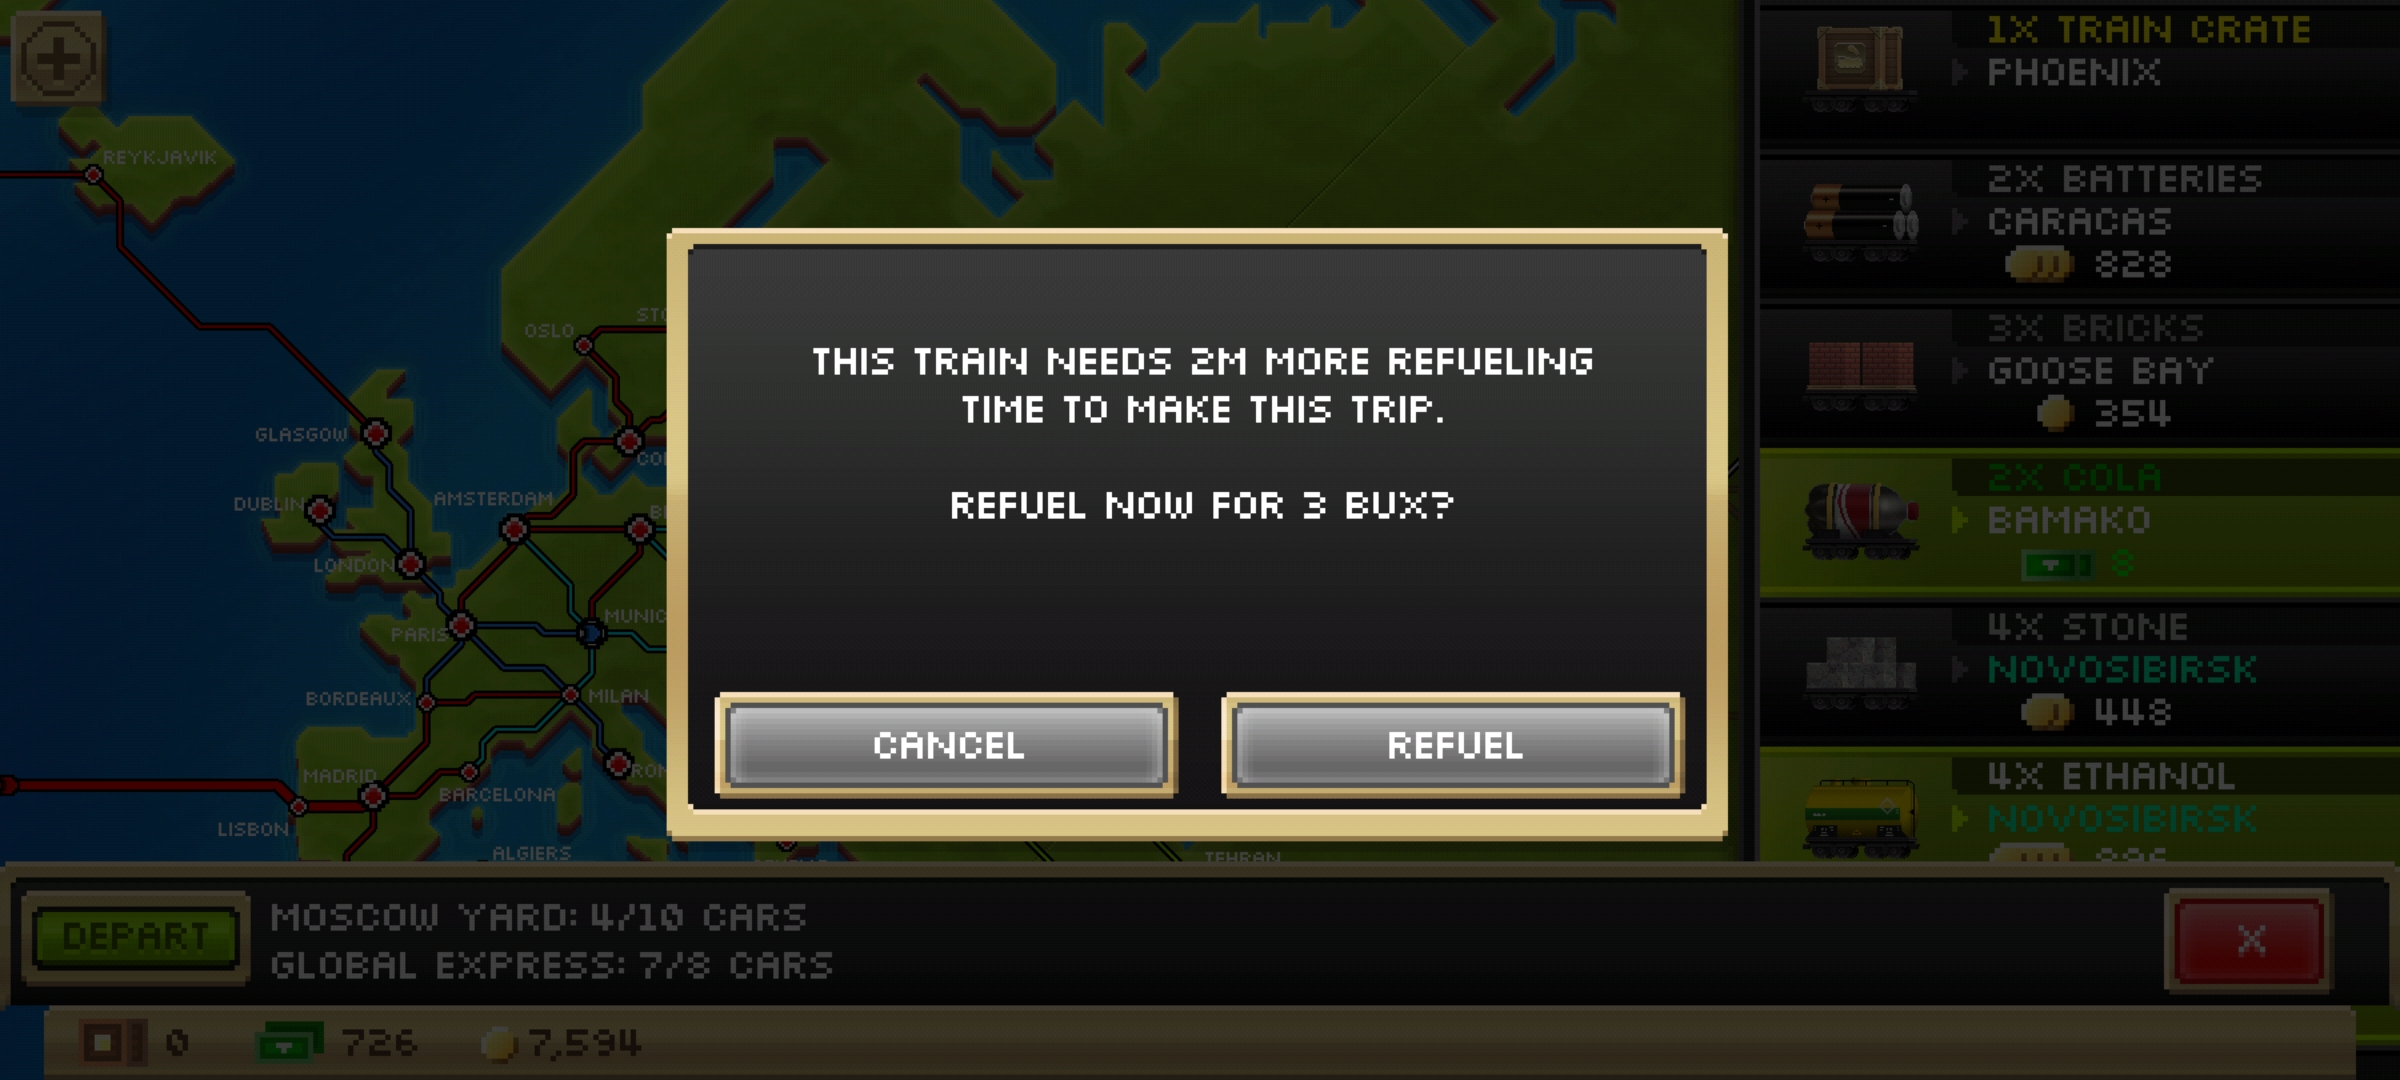 1X TRAIN CRATE
PHOENIX
2X BATTERIES
CARACAS
828
3X BRICKS
GOOSE BAY
354
2X COLA
BAMAKO
8
4X STONE
NOVOSIBIRSK
448
4X ETHANOL
NOVOSIBIRSK
REYKJAVIK
OSLO
GLASGOW
DUBLIN
AMSTERDAM
LONDON
PARIS
MUNIC
BORDEAUX
MILAN
MADRID
BARCELONA
LISBON
ALGIERS
TEHRAN
THIS TRAIN NEEDS 2M MORE REFUELING
TIME TO MAKE THIS TRIP.
REFUEL NOW FOR 3 BUX?
CANCEL
REFUEL
DEPART
MOSCOW YARD: 4/10 CARS
GLOBAL EXPRESS: 7/8 CARS
X
0
726
7,594